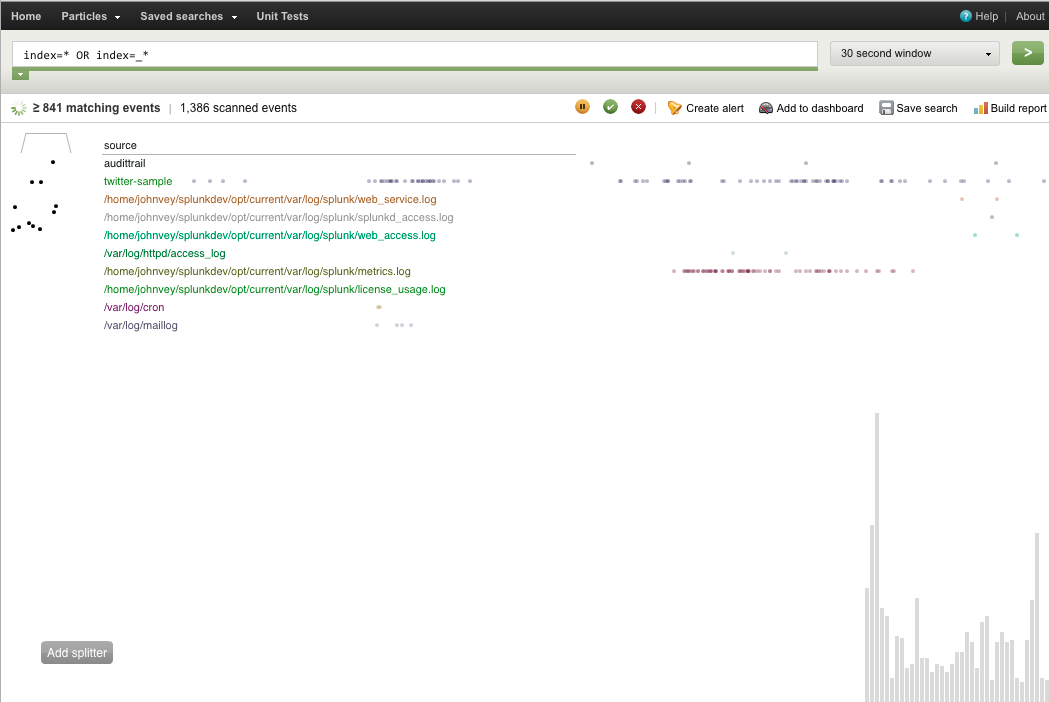 Home Particles Saved searches Unit Tests Help | About
index=* OR index=_*
30 second window
>
≥ 841 matching events | 1,386 scanned events Create alert Add to dashboard Save search Build report
source
audittrail
twitter-sample
/home/johnvey/splunkdev/opt/current/var/log/splunk/web_service.log
/home/johnvey/splunkdev/opt/current/var/log/splunk/splunkd_access.log
/home/johnvey/splunkdev/opt/current/var/log/splunk/web_access.log
/var/log/httpd/access_log
/home/johnvey/splunkdev/opt/current/var/log/splunk/metrics.log
/home/johnvey/splunkdev/opt/current/var/log/splunk/license_usage.log
/var/log/cron
/var/log/maillog
Add splitter